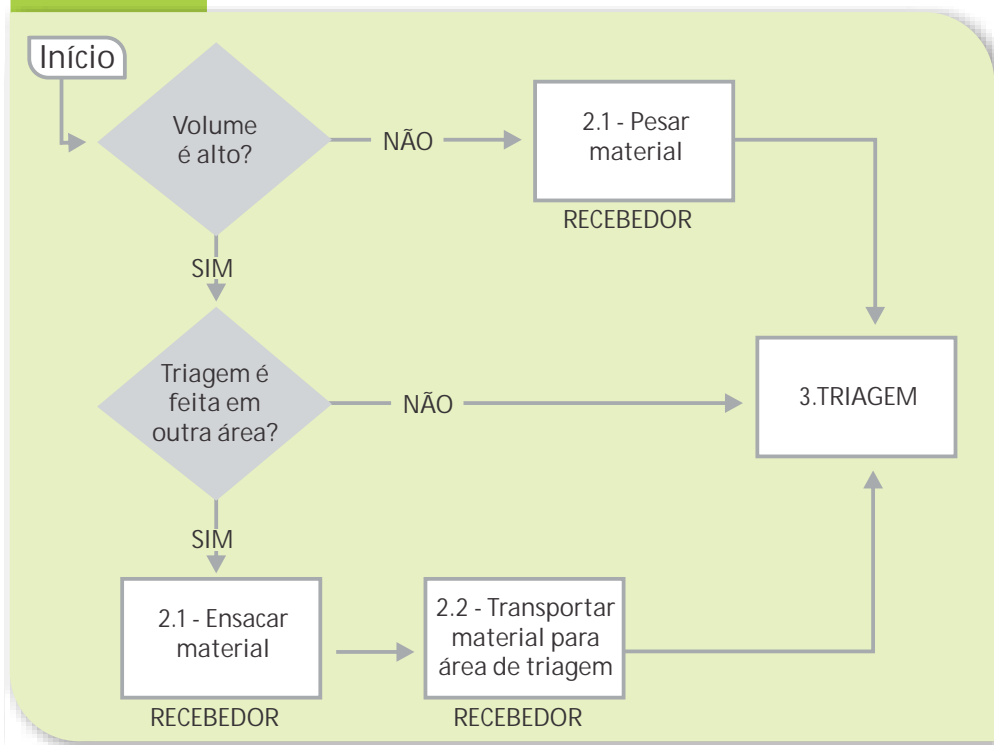 Início
Volume
é alto?
NÃO
2.1 - Pesar
material
RECEBEDOR
SIM
Triagem é
feita em
outra área?
NÃO
3.TRIAGEM
SIM
2.1 - Ensacar
material
RECEBEDOR
2.2 - Transportar
material para
área de triagem
RECEBEDOR